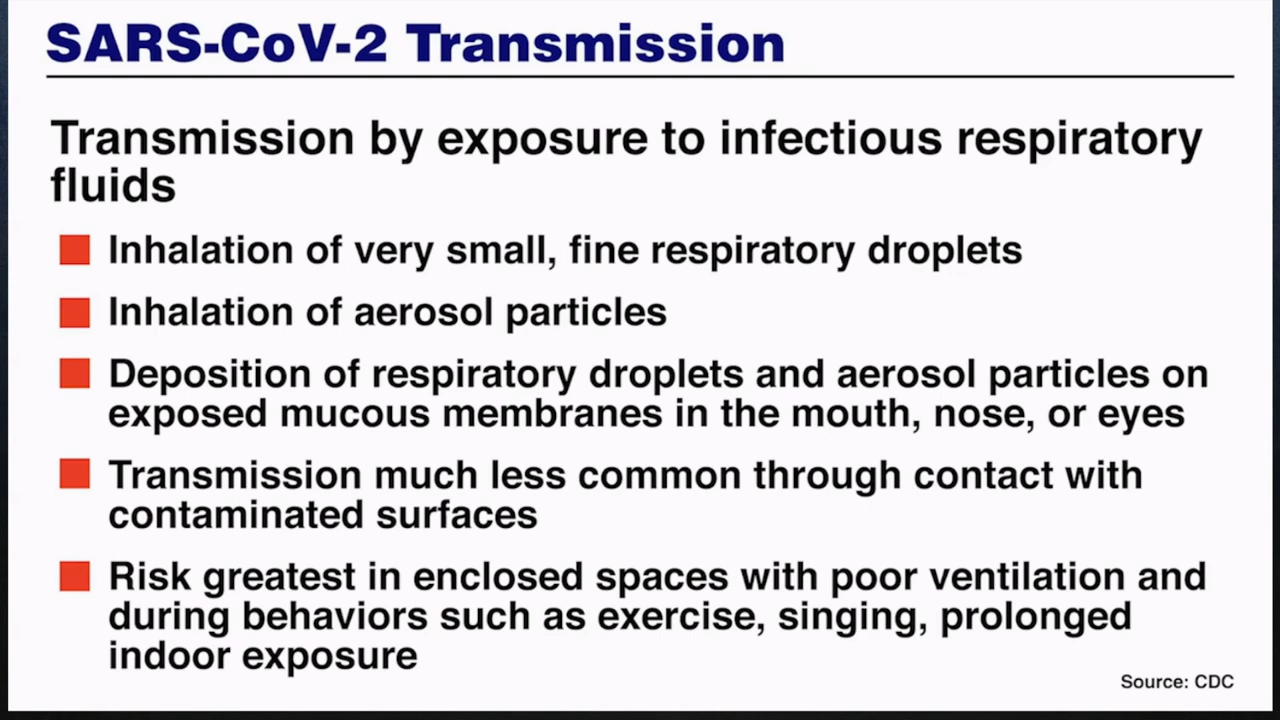 SARS-CoV-2 Transmission
Transmission by exposure to infectious respiratory
fluids
Inhalation of very small, fine respiratory droplets
Inhalation of aerosol particles
Deposition of respiratory droplets and aerosol particles on
exposed mucous membranes in the mouth, nose, or eyes
Transmission much less common through contact with
contaminated surfaces
Risk greatest in enclosed spaces with poor ventilation and
during behaviors such as exercise, singing, prolonged
indoor exposure
Source: CDC